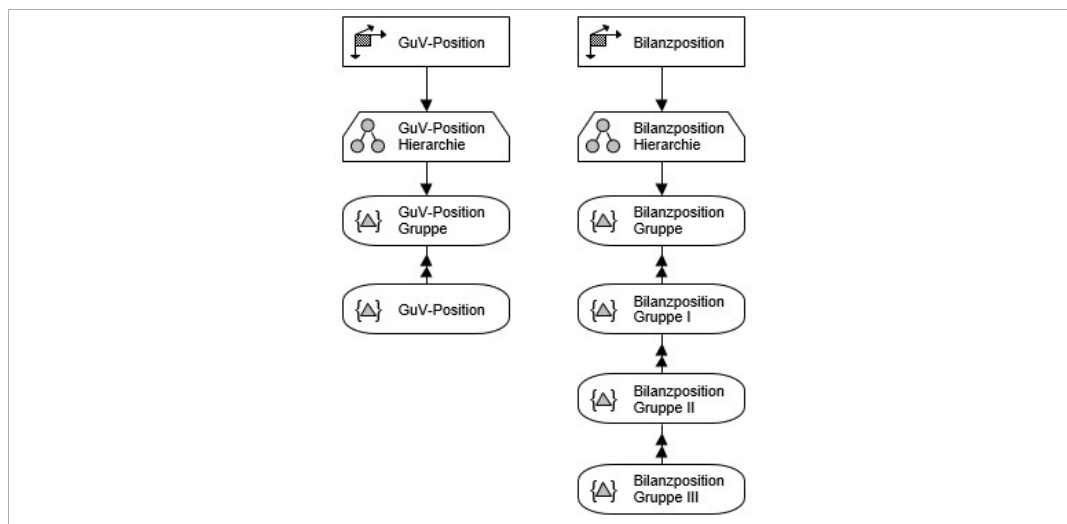 GuV-Position
Bilanzposition
GuV-Position
Hierarchie
Bilanzposition
Hierarchie
GuV-Position
Gruppe
Bilanzposition
Gruppe
GuV-Position
Bilanzposition
Gruppe I
Bilanzposition
Gruppe II
Bilanzposition
Gruppe III